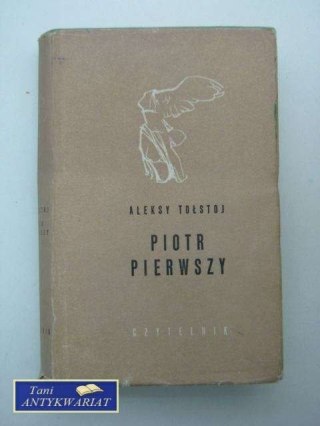 ALEKSY TOŁSTOJ
PIOTR
PIERWSZY
CZYTELNIK
Tani
ANTYKWARIAT